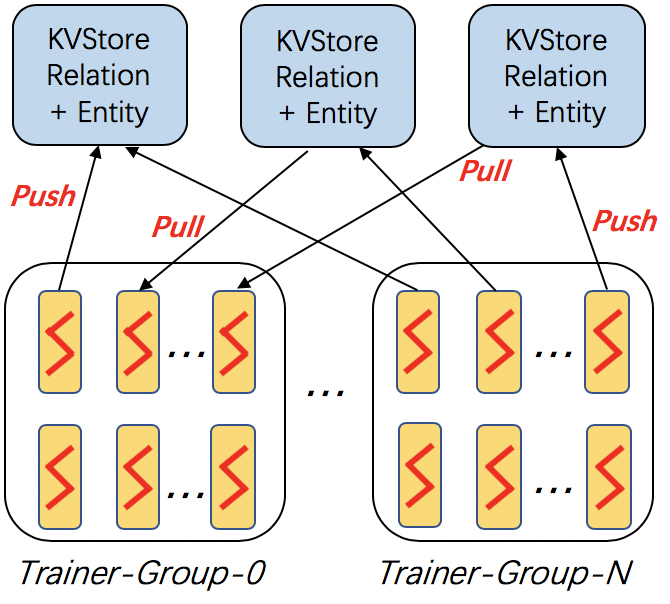 KVStore
Relation
+ Entity
KVStore
Relation
+ Entity
KVStore
Relation
+ Entity
Push
Pull
Pull
Push
...
...
...
...
...
Trainer-Group-0
Trainer-Group-N